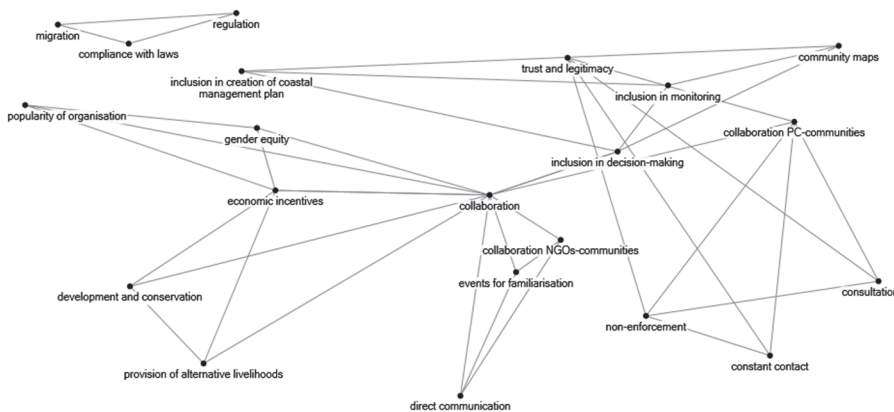 regulation
migration
compliance with laws
community maps
trust and legitimacy
inclusion in creation of coastal
management plan
inclusion in monitoring
popularity of organisation
collaboration PC-communities
gender equity
inclusion in decision-making
economic incentives
collaboration
collaboration NGOs-communities
events for familiarisation
development and conservation
consultation
non-enforcement
constant contact
provision of alternative livelihoods
direct communication